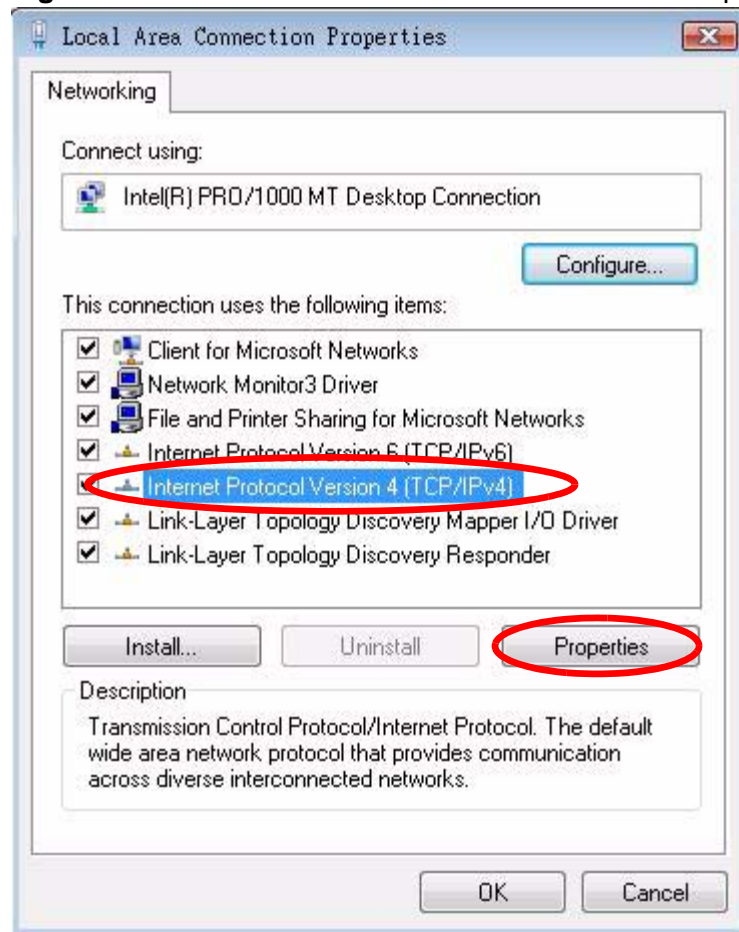 Local Area Connection Properties
Networking
Connect using:
Intel(R) PRO/1000 MT Desktop Connection
Configure...
This connection uses the following items:
Client for Microsoft Networks
Network Monitor3 Driver
File and Printer Sharing for Microsoft Networks
Internet Protocol Version 6 (TCP/IPv6)
Internet Protocol Version 4 (TCP/IPv4)
Link-Layer Topology Discovery Mapper I/O Driver
Link-Layer Topology Discovery Responder
Install... Uninstall Properties
Description
Transmission Control Protocol/Internet Protocol. The default
wide area network protocol that provides communication
across diverse interconnected networks.
OK Cancel